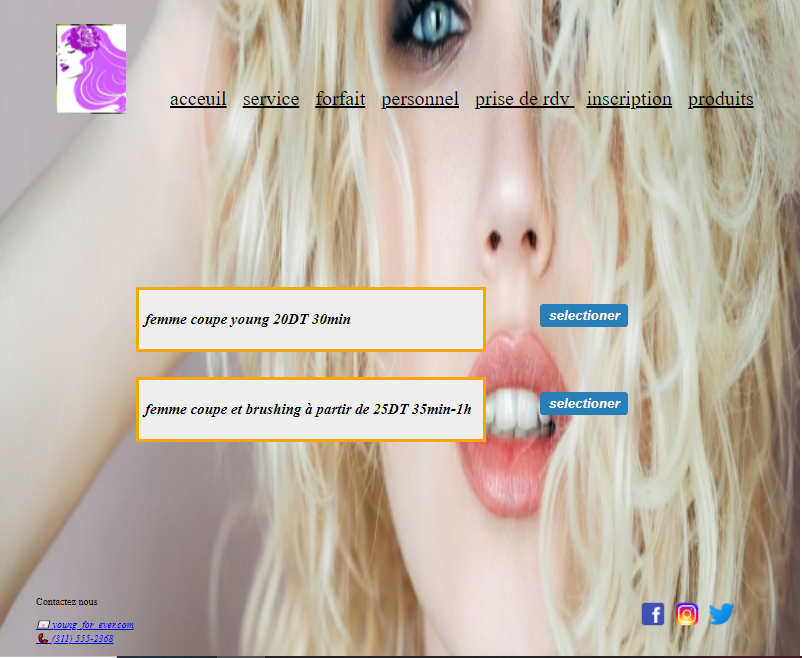 acceuil service forfait personnel prise de rdv inscription produits
femme coupe young 20DT 30min
selectioner
femme coupe et brushing à partir de 25DT 35min-1h
selectioner
Contactez nous
young_for_ever.com
(311) 555-2368